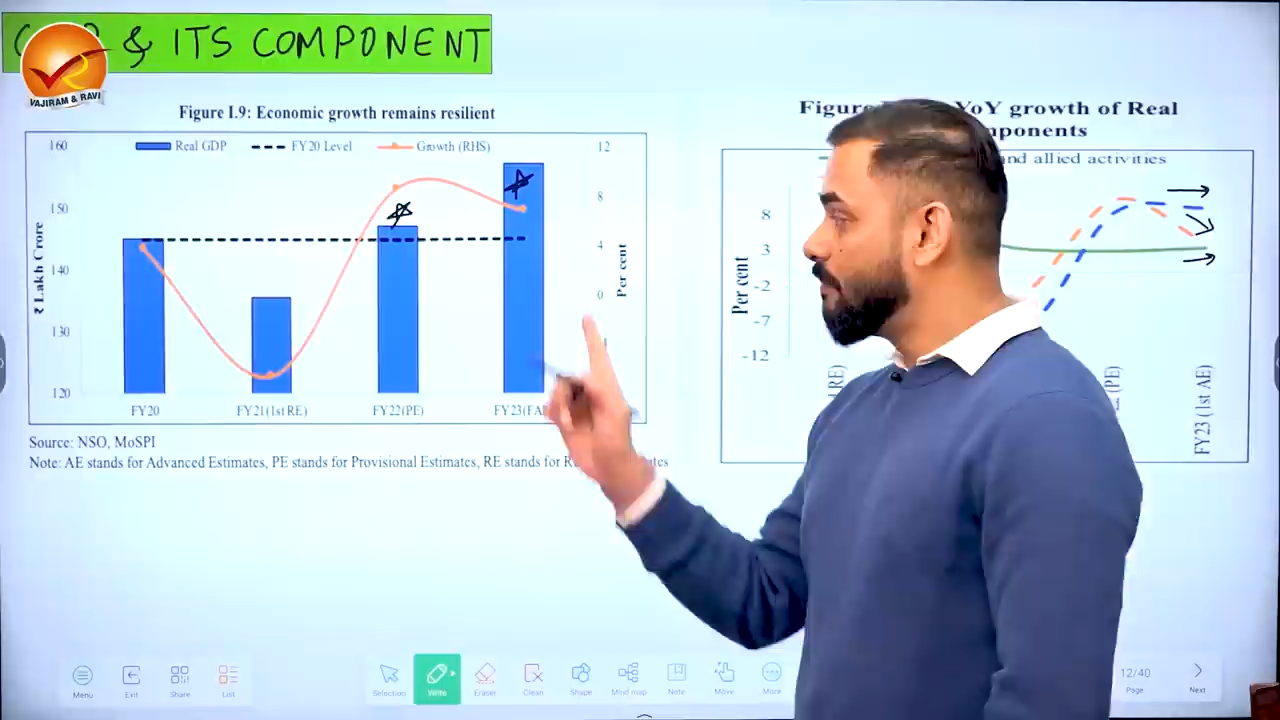 & ITS COMPONENT
VAJIRAM & RAVI
Figure I.9: Economic growth remains resilient
160
Real GDP
FY20 Level
Growth (RHS)
12
150
8
140
4
130
0
120
₹ Lakh Crore
Per cent
FY20
FY21(1st RE)
FY22(PE)
FY23(FA
Source: NSO, MoSPI
Note: AE stands for Advanced Estimates, PE stands for Provisional Estimates, RE stands for
Figure YoY growth of Real
and allied activities
8
3
-2
-7
-12
Per cent
(PE)
FY23 (1st AE)
Menu
Exit
Share
List
Selection
Write
Eraser
Clean
Shape
Mind map
Note
Move
More
12/40
Page
Next